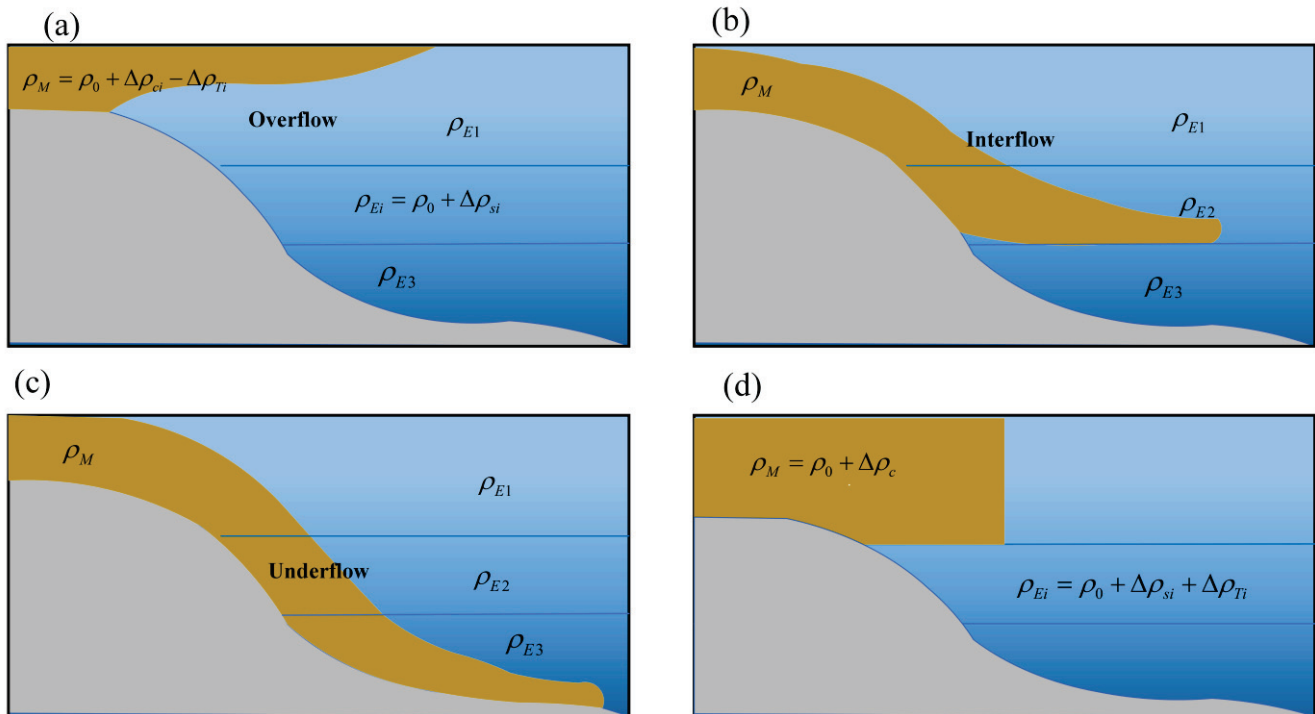 (a)
ρ_M = ρ_0 + Δρ_ci − Δρ_Ti
Overflow
ρ_E1
ρ_Ei = ρ_0 + Δρ_si
ρ_E3
(b)
ρ_M
Interflow
ρ_E1
ρ_E2
ρ_E3
(c)
ρ_M
ρ_E1
Underflow
ρ_E2
ρ_E3
(d)
ρ_M = ρ_0 + Δρ_c
ρ_Ei = ρ_0 + Δρ_si + Δρ_Ti